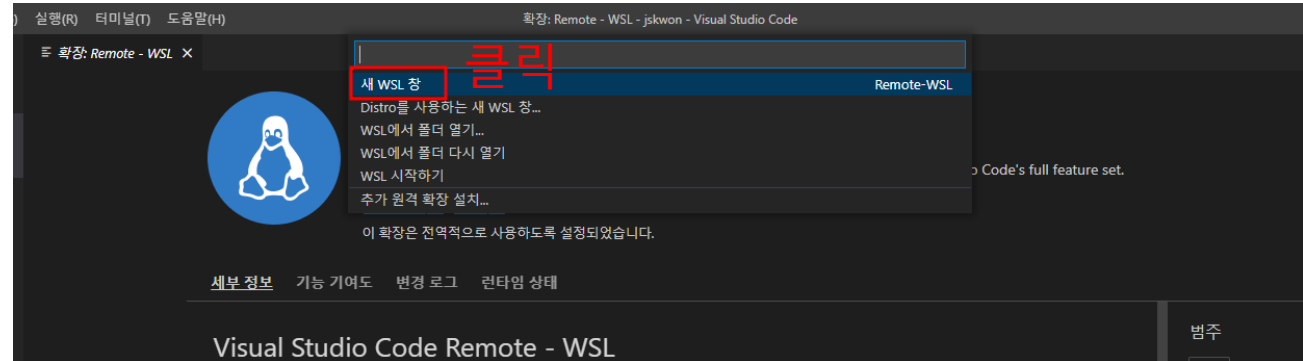 ) 실행(R) 터미널(T) 도움말(H) 확장: Remote - WSL - jskwon - Visual Studio Code
확장: Remote - WSL ×
클릭
새 WSL 창 Remote-WSL
Distro를 사용하는 새 WSL 창...
WSL에서 폴더 열기...
WSL에서 폴더 다시 열기
Code's full feature set.
WSL 시작하기
추가 원격 확장 설치...
이 확장은 전역적으로 사용하도록 설정되었습니다.
세부 정보 기능 기여도 변경 로그 런타임 상태
Visual Studio Code Remote - WSL
범주